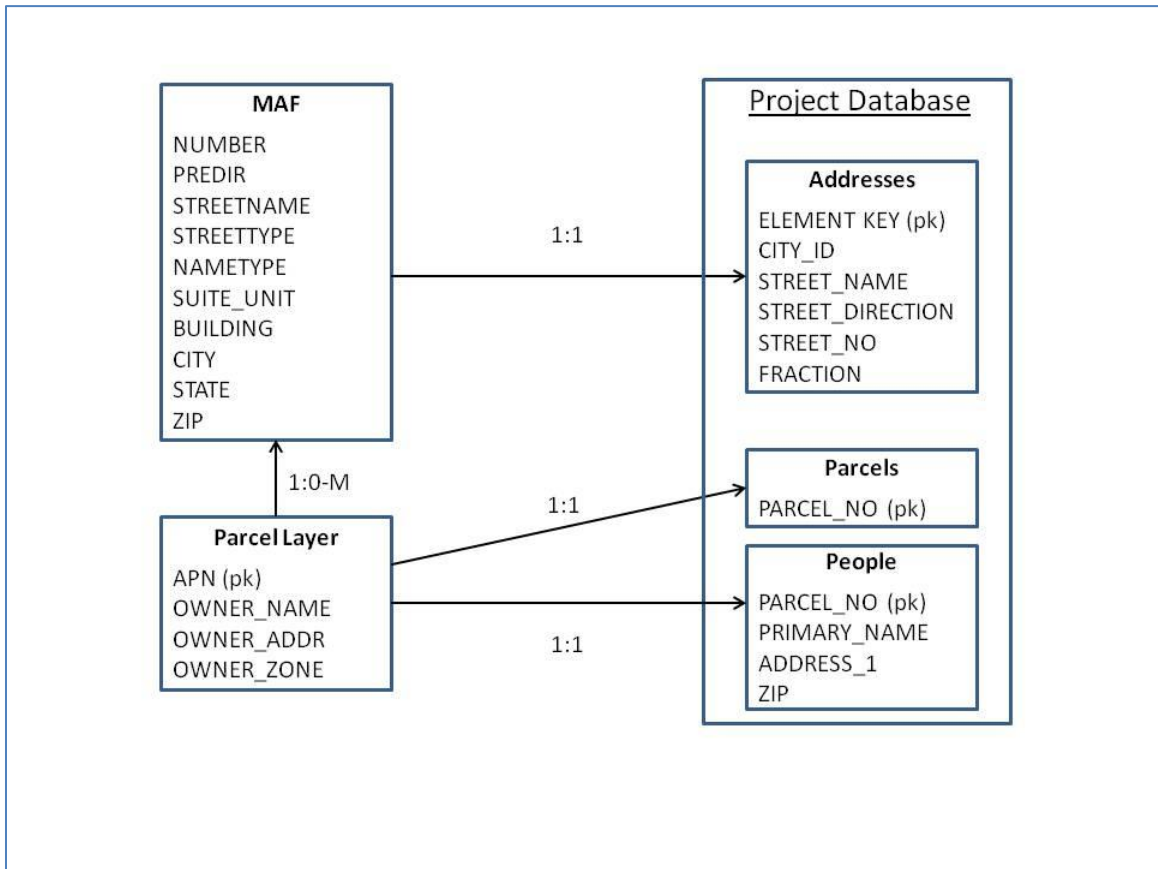 MAF
NUMBER
PREDIR
STREETNAME
STREETTYPE
NAMETYPE
SUITE_UNIT
BUILDING
CITY
STATE
ZIP
1:0-M
Parcel Layer
APN (pk)
OWNER_NAME
OWNER_ADDR
OWNER_ZONE
1:1
1:1
1:1
Project Database
Addresses
ELEMENT KEY (pk)
CITY_ID
STREET_NAME
STREET_DIRECTION
STREET_NO
FRACTION
Parcels
PARCEL_NO (pk)
People
PARCEL_NO (pk)
PRIMARY_NAME
ADDRESS_1
ZIP